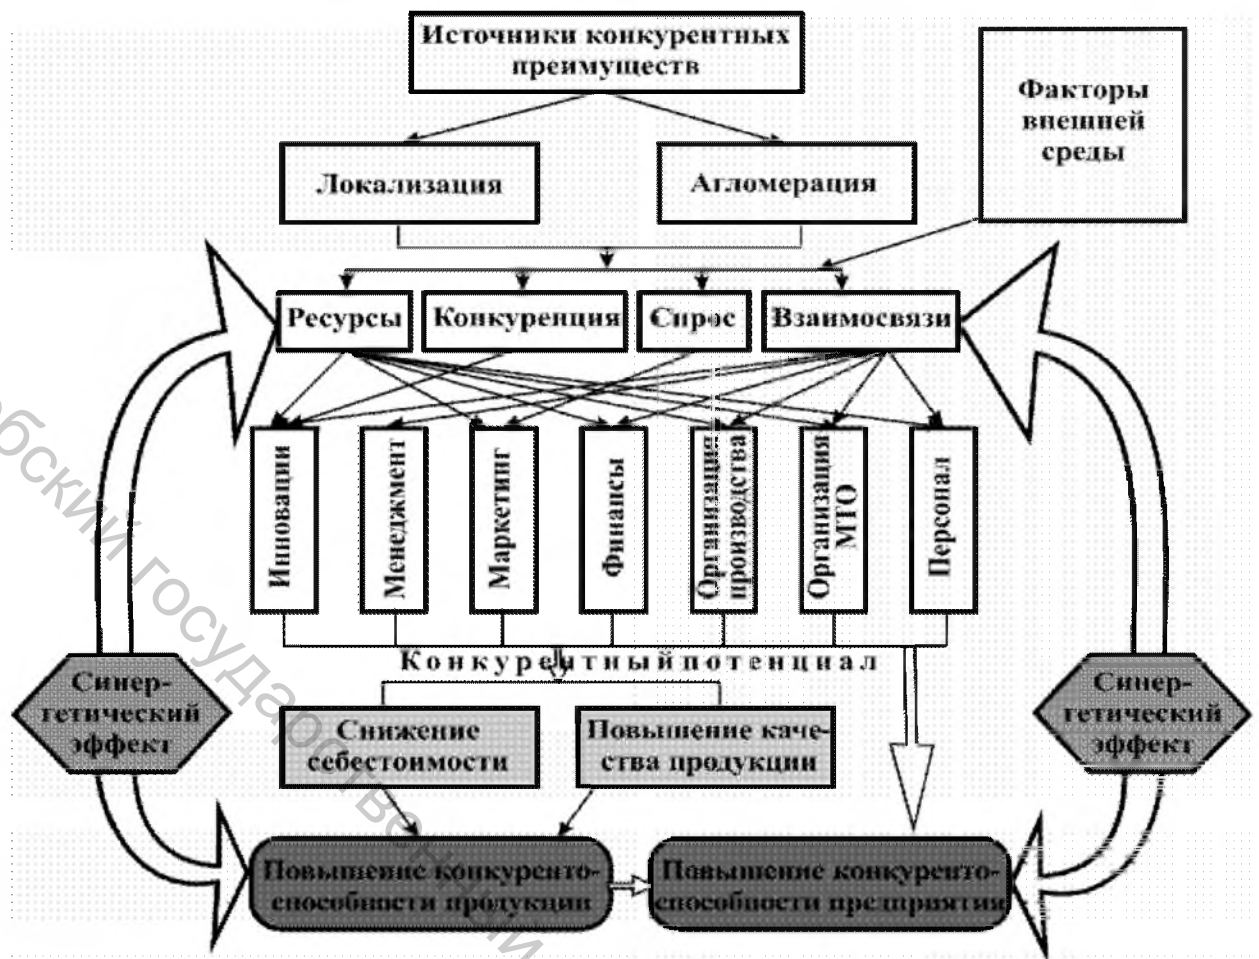 Источники конкурентных
преимуществ
Факторы
внешней
среды
Локализация
Агломерация
Ресурсы
Конкуренция
Спрос
Взаимосвязи
Инновации
Менеджмент
Маркетинг
Финансы
Организация
производства
Организация
МТО
Персонал
Конкурентный потенциал
Синер-
гетический
эффект
Снижение
себестоимости
Повышение каче-
ства продукции
Синер-
гетический
эффект
Повышение конкуренто-
способности продукции
Повышение конкуренто-
способности предприятия
государственный